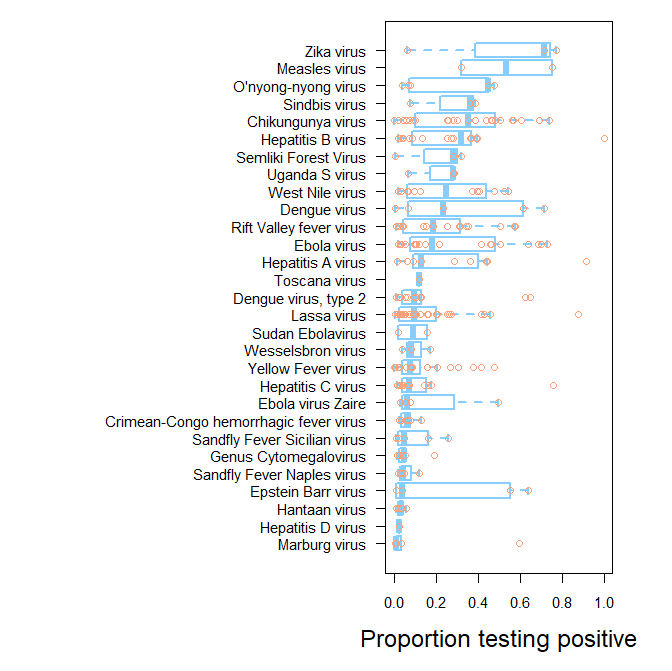 Zika virus
Measles virus
O'nyong-nyong virus
Sindbis virus
Chikungunya virus
Hepatitis B virus
Semliki Forest Virus
Uganda S virus
West Nile virus
Dengue virus
Rift Valley fever virus
Ebola virus
Hepatitis A virus
Toscana virus
Dengue virus, type 2
Lassa virus
Sudan Ebolavirus
Wesselsbron virus
Yellow Fever virus
Hepatitis C virus
Ebola virus Zaire
Crimean-Congo hemorrhagic fever virus
Sandfly Fever Sicilian virus
Genus Cytomegalovirus
Sandfly Fever Naples virus
Epstein Barr virus
Hantaan virus
Hepatitis D virus
Marburg virus
0.0 0.2 0.4 0.6 0.8 1.0
Proportion testing positive